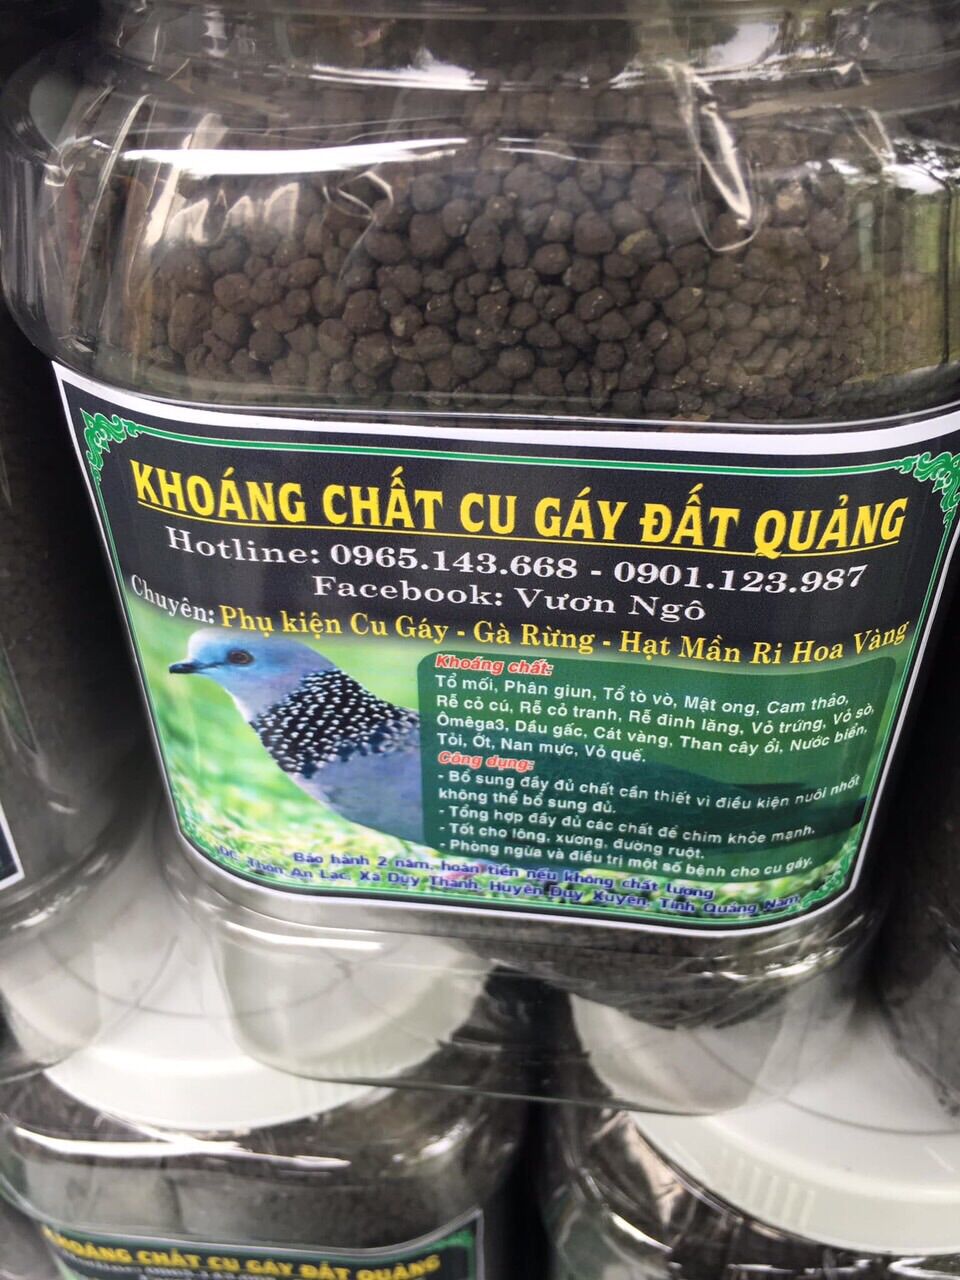 KHOÁNG CHẤT CU GÁY ĐẤT QUẢNG
Hotline: 0965.143.668 - 0901.123.987
Facebook: Vươn Ngô
Chuyên: Phụ kiện Cu Gáy - Gà Rừng - Hạt Mần Ri Hoa Vàng
Khoáng chất:
Tổ mối, Phân giun, Tổ tò vò, Mật ong, Cam thảo,
Rễ cỏ cú, Rễ cỏ tranh, Rễ đinh lăng, Vỏ trứng, Vỏ sò,
Ômêga3, Dầu gấc, Cát vàng, Than cây ổi, Nước biển,
Tỏi, Ớt, Nan mực, Vỏ quế.
Công dụng:
- Bổ sung đầy đủ chất cần thiết vì điều kiện nuôi nhốt
không thể bổ sung đủ.
- Tổng hợp đầy đủ các chất để chim khỏe mạnh.
- Tốt cho lông, xương, đường ruột.
- Phòng ngừa và điều trị một số bệnh cho cu gáy.
Bảo hành 2 năm, hoàn tiền nếu không chất lượng
ĐC: Thôn An Lạc, Xã Duy Thành, Huyện Duy Xuyên, Tỉnh Quảng Nam
KHOÁNG CHẤT CU GÁY ĐẤT QUẢNG